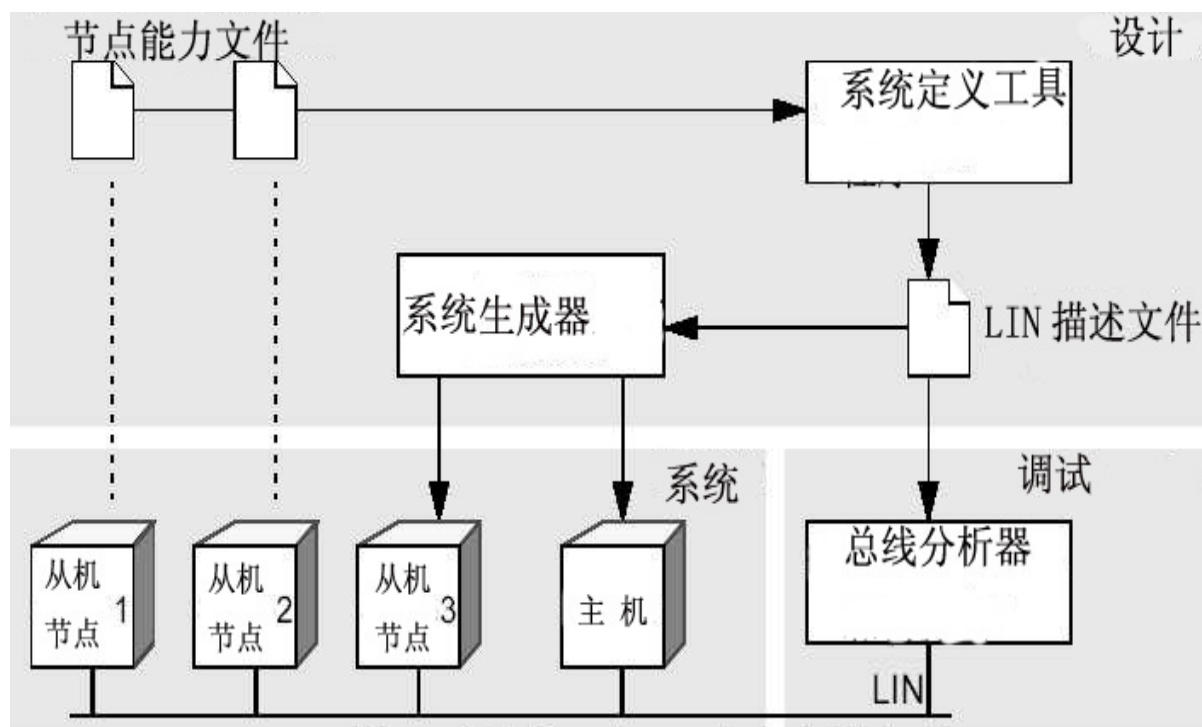 节点能力文件
设计
系统定义工具
系统生成器
LIN 描述文件
系统
调试
从机
节点 1
从机
节点 2
从机
节点 3
主 机
总线分析器
LIN